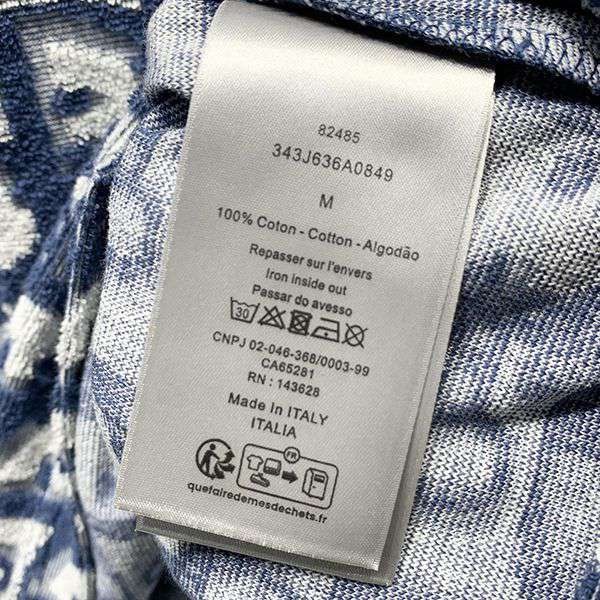 82485
343J636A0849
M
100% Coton - Cotton - Algodão
Repasser sur l'envers
Iron inside out
Passar do avesso
30
CNPJ 02-046-368/0003-99
CA65281
RN : 143628
Made in ITALY
ITALIA
FR
quefairedemesdechets.fr